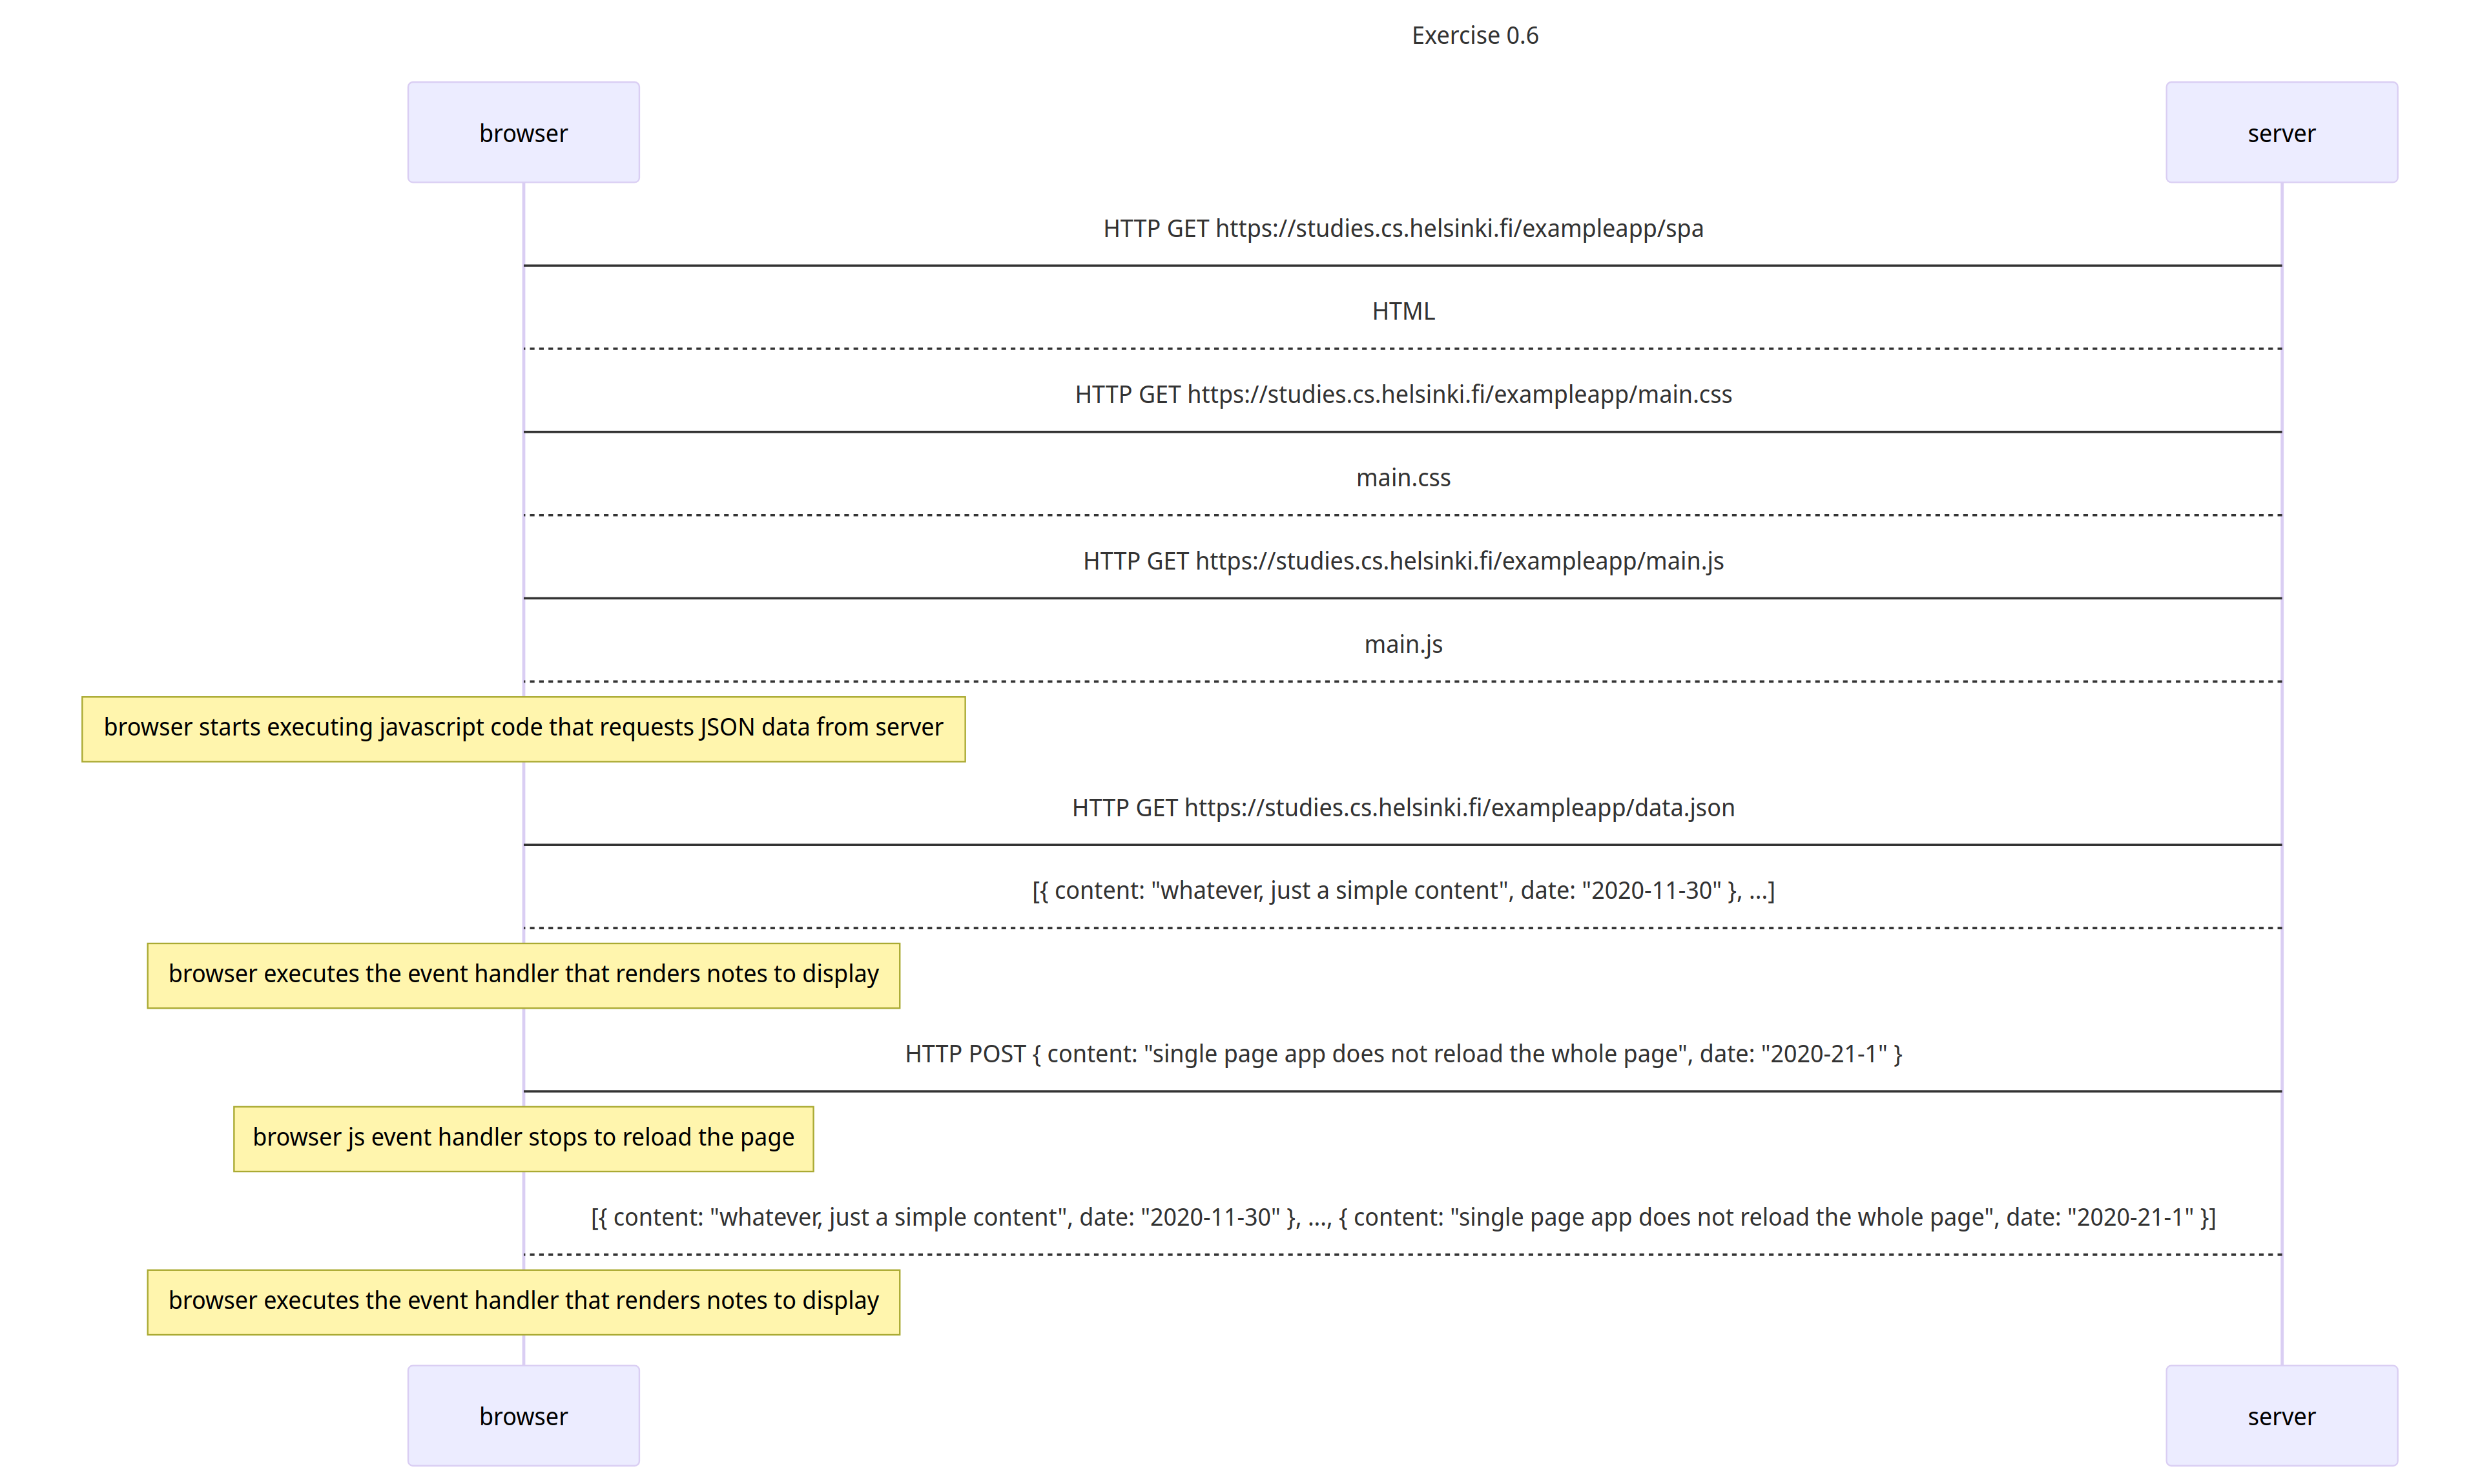 Exercise 0.6
browser
server
HTTP GET https://studies.cs.helsinki.fi/exampleapp/spa
HTML
HTTP GET https://studies.cs.helsinki.fi/exampleapp/main.css
main.css
HTTP GET https://studies.cs.helsinki.fi/exampleapp/main.js
main.js
browser starts executing javascript code that requests JSON data from server
HTTP GET https://studies.cs.helsinki.fi/exampleapp/data.json
[{ content: "whatever, just a simple content", date: "2020-11-30" }, ...]
browser executes the event handler that renders notes to display
HTTP POST { content: "single page app does not reload the whole page", date: "2020-21-1" }
browser js event handler stops to reload the page
[{ content: "whatever, just a simple content", date: "2020-11-30" }, ..., { content: "single page app does not reload the whole page", date: "2020-21-1" }]
browser executes the event handler that renders notes to display
browser
server